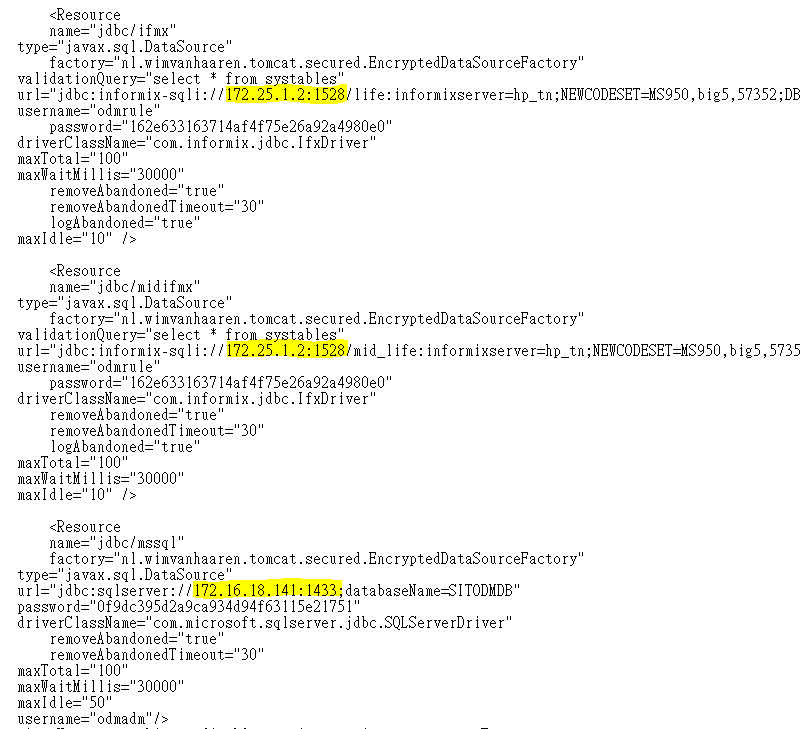 <Resource
name="jdbc/ifmx"
type="javax.sql.DataSource"
factory="nl.wimvanhaaren.tomcat.secured.EncryptedDataSourceFactory"
validationQuery="select * from systables"
url="jdbc:informix-sqli://172.25.1.2:1528/life:informixserver=hp_tn;NEWCODESET=MS950,big5,57352;DB
username="odmrule"
password="162e633163714af4f75e26a92a4980e0"
driverClassName="com.informix.jdbc.IfxDriver"
maxTotal="100"
maxWaitMillis="30000"
removeAbandoned="true"
removeAbandonedTimeout="30"
logAbandoned="true"
maxIdle="10" />
<Resource
name="jdbc/midifmx"
type="javax.sql.DataSource"
factory="nl.wimvanhaaren.tomcat.secured.EncryptedDataSourceFactory"
validationQuery="select * from systables"
url="jdbc:informix-sqli://172.25.1.2:1528/mid_life:informixserver=hp_tn;NEWCODESET=MS950,big5,5735
username="odmrule"
password="162e633163714af4f75e26a92a4980e0"
driverClassName="com.informix.jdbc.IfxDriver"
removeAbandoned="true"
removeAbandonedTimeout="30"
logAbandoned="true"
maxTotal="100"
maxWaitMillis="30000"
maxIdle="10" />
<Resource
name="jdbc/mssql"
factory="nl.wimvanhaaren.tomcat.secured.EncryptedDataSourceFactory"
type="javax.sql.DataSource"
url="jdbc:sqlserver://172.16.18.141:1433;databaseName=SITODMDB"
password="0f9dc395d2a9ca934d94f63115e21751"
driverClassName="com.microsoft.sqlserver.jdbc.SQLServerDriver"
removeAbandoned="true"
removeAbandonedTimeout="30"
maxTotal="100"
maxWaitMillis="30000"
maxIdle="50"
username="odmadm"/>